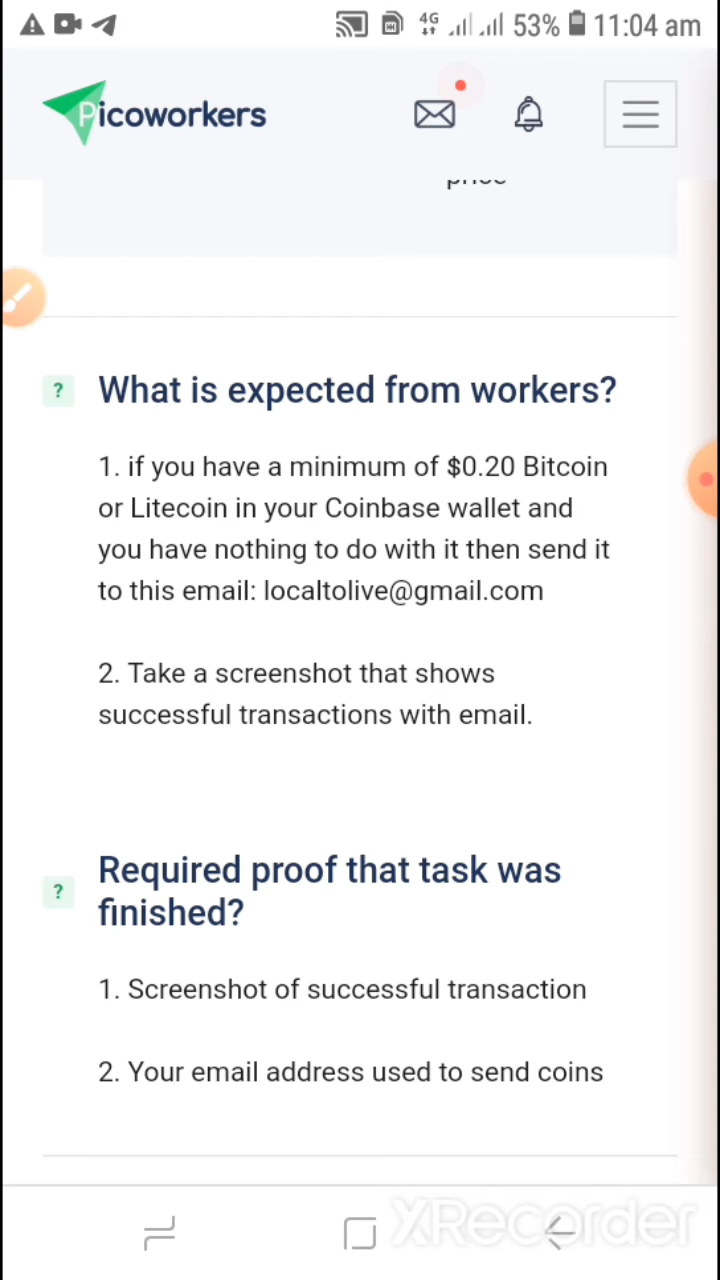 4G 53% 11:04 am
Picoworkers
price
? What is expected from workers?
1. if you have a minimum of $0.20 Bitcoin
or Litecoin in your Coinbase wallet and
you have nothing to do with it then send it
to this email: localtolive@gmail.com
2. Take a screenshot that shows
successful transactions with email.
? Required proof that task was
finished?
1. Screenshot of successful transaction
2. Your email address used to send coins
XRecorder